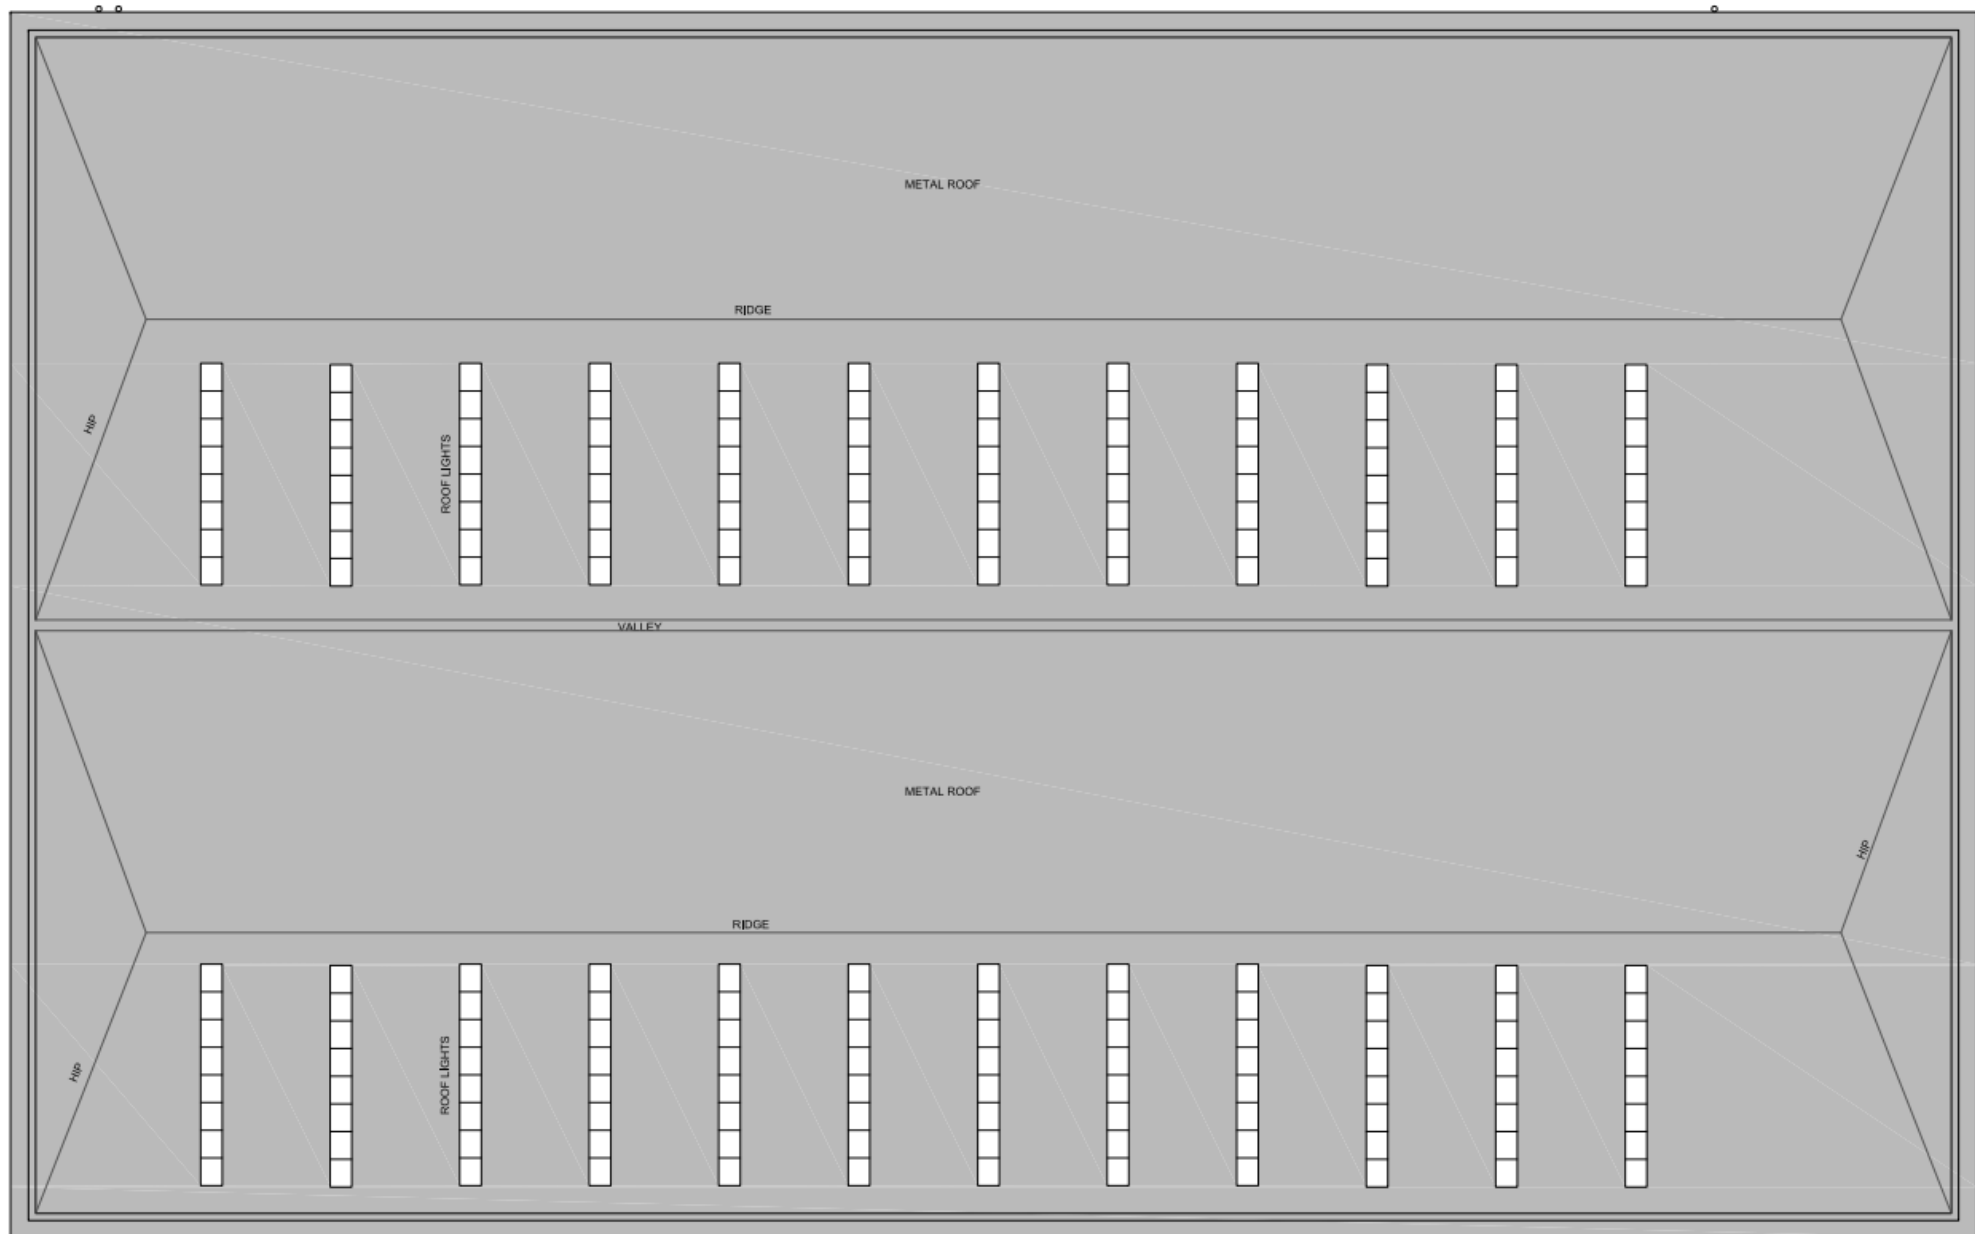 METAL ROOF
RIDGE
HIP
ROOF LIGHTS
VALLEY
METAL ROOF
HIP
RIDGE
HIP
ROOF LIGHTS